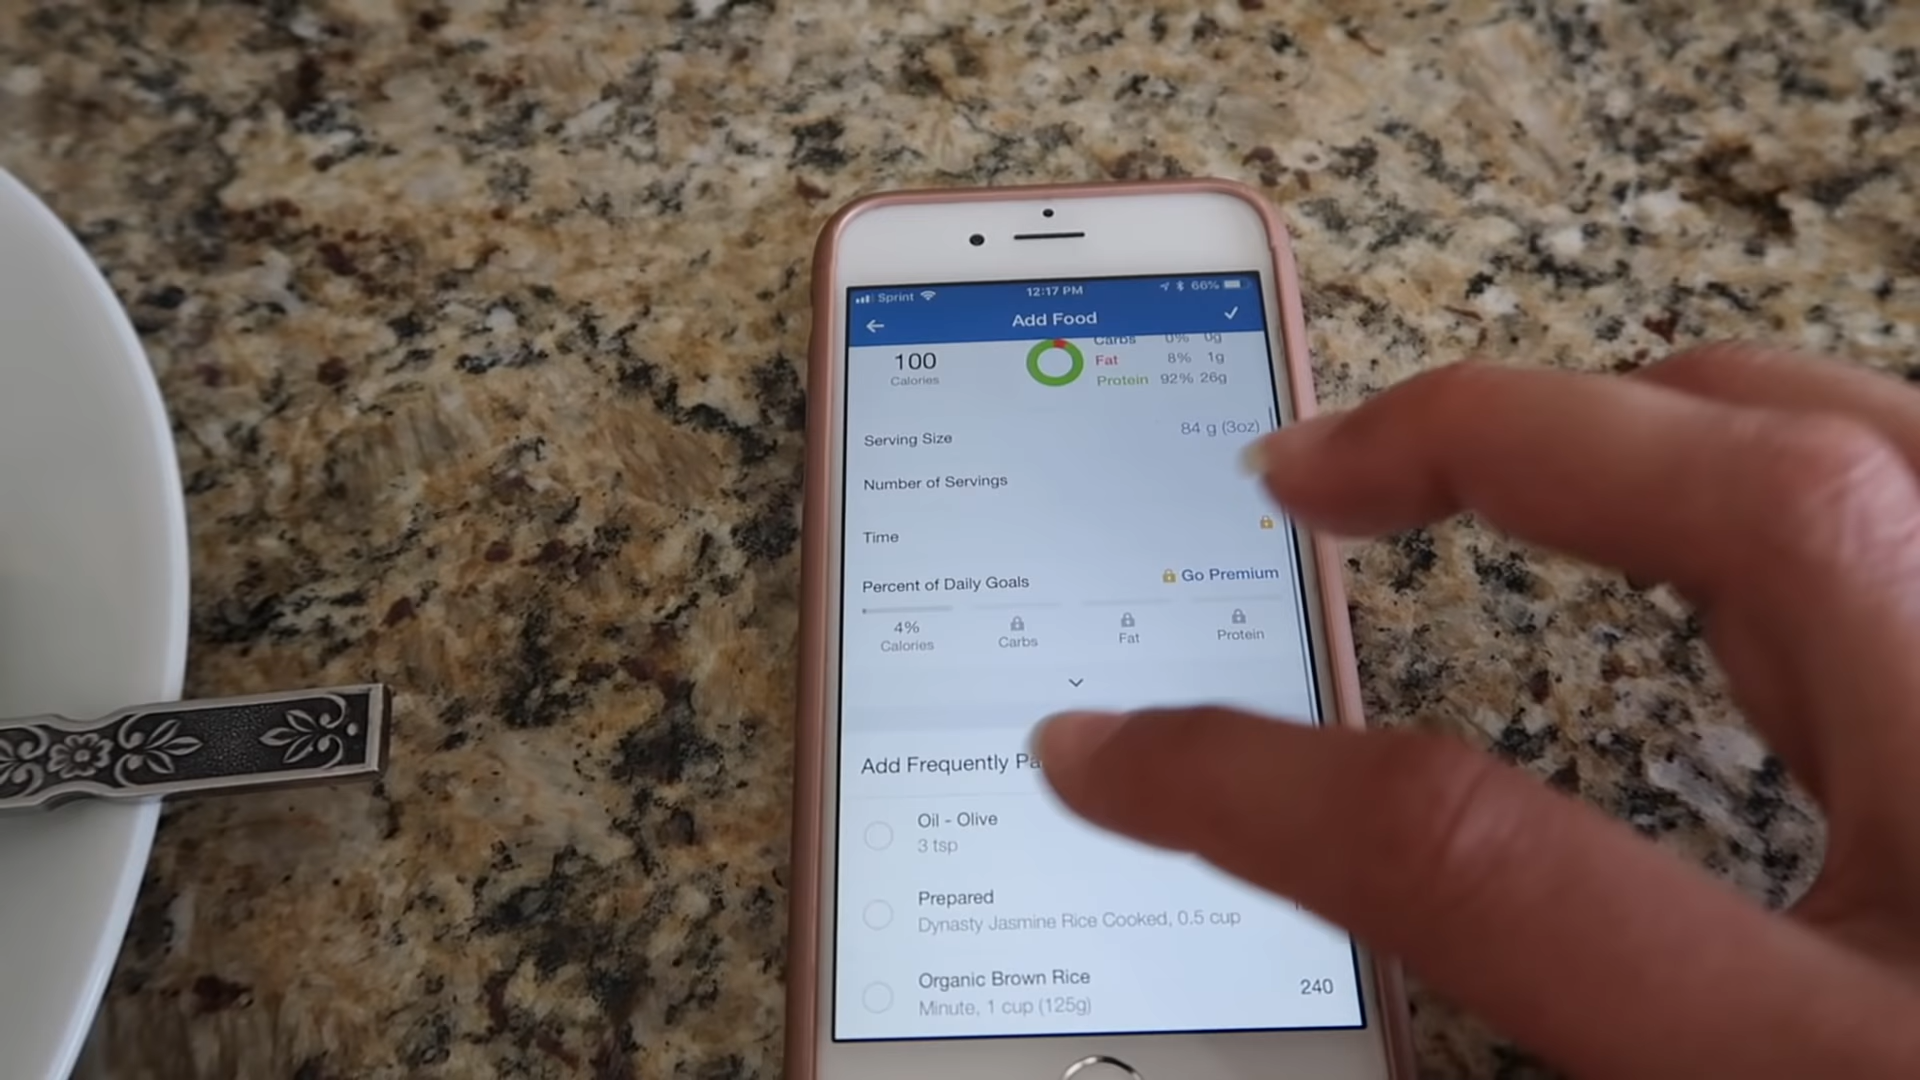 Sprint 12:17 PM 66%
Add Food
Carbs 0% 0g
100 Fat 8% 1g
Calories Protein 92% 26g
Serving Size 84 g (3oz)
Number of Servings
Time
Percent of Daily Goals Go Premium
4%
Calories Carbs Fat Protein
Add Frequently
Oil - Olive
3 tsp
Prepared
Dynasty Jasmine Rice Cooked, 0.5 cup
Organic Brown Rice 240
Minute, 1 cup (125g)